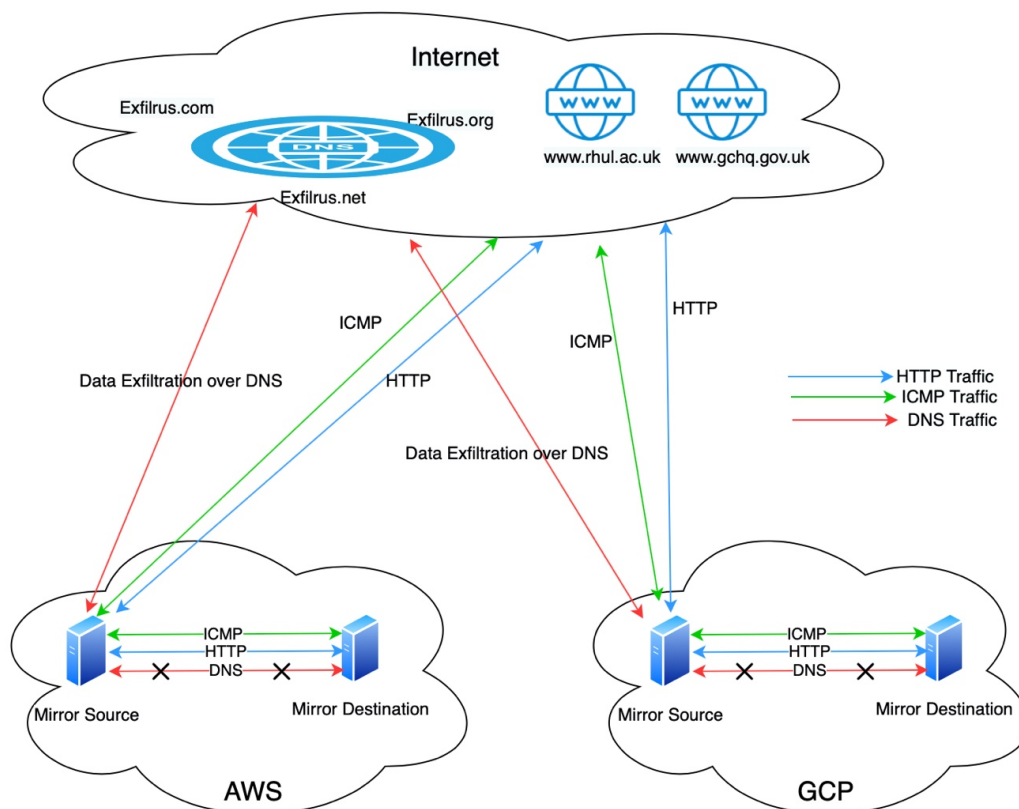 Internet
Exfilrus.com
Exfilrus.org
DNS
Exfilrus.net
WWW
WWW
www.rhul.ac.uk
www.gchq.gov.uk
HTTP
ICMP
ICMP
Data Exfiltration over DNS
HTTP
Data Exfiltration over DNS
HTTP Traffic
ICMP Traffic
DNS Traffic
ICMP
HTTP
DNS
Mirror Source
Mirror Destination
AWS
ICMP
HTTP
DNS
Mirror Source
Mirror Destination
GCP